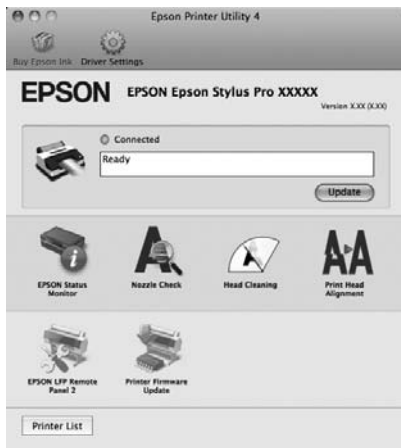 Epson Printer Utility 4
Buy Epson Ink Driver Settings
EPSON EPSON Epson Stylus Pro XXXXX
Version X.XX (X.XX)
Connected
Ready
Update
EPSON Status Monitor
Nozzle Check
Head Cleaning
Print Head Alignment
EPSON LFP Remote Panel 2
Printer Firmware Update
Printer List